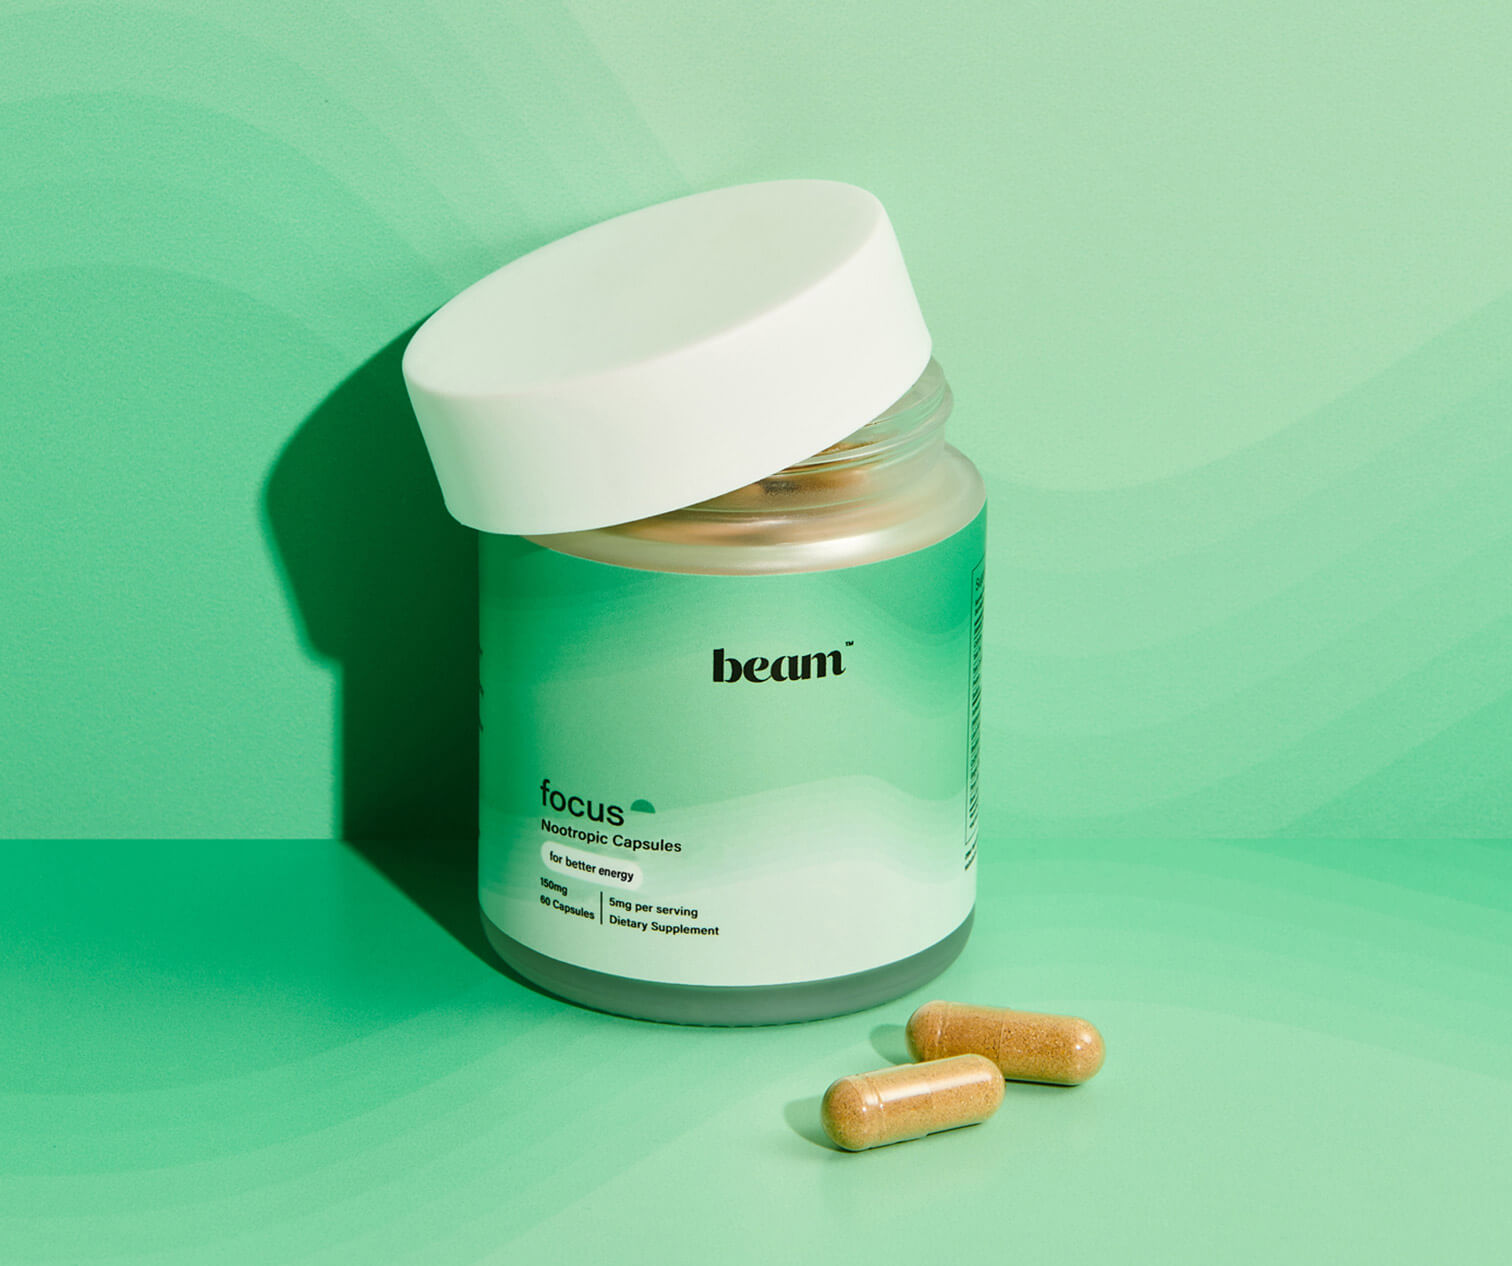 beam™
focus
Nootropic Capsules
for better energy
150mg
60 Capsules
5mg per serving
Dietary Supplement